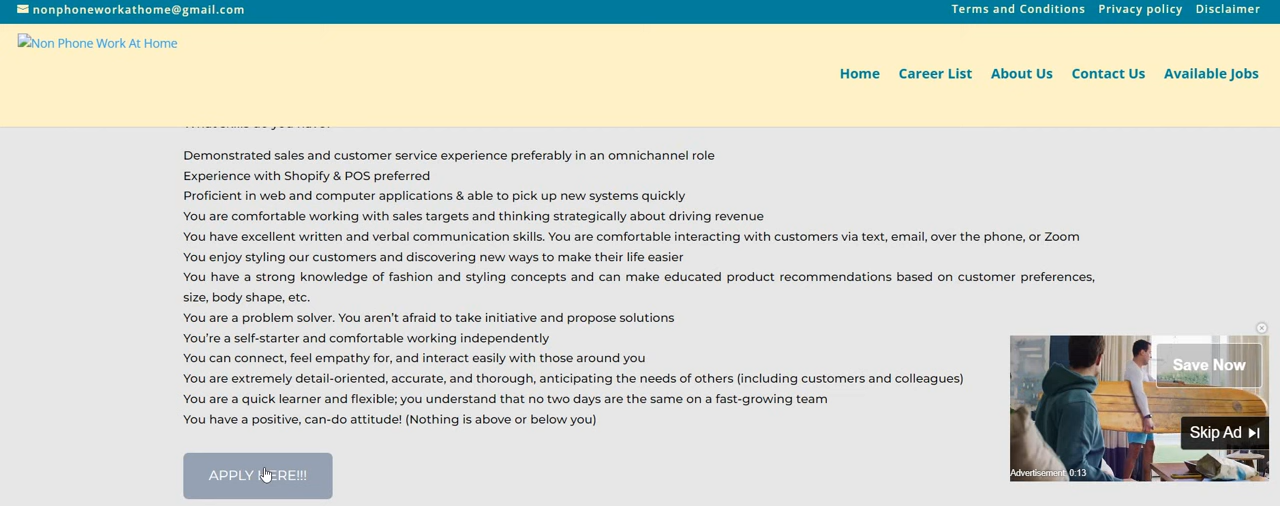 nonphoneworkathome@gmail.com
Terms and Conditions Privacy policy Disclaimer
Non Phone Work At Home
Home Career List About Us Contact Us Available Jobs
Demonstrated sales and customer service experience preferably in an omnichannel role
Experience with Shopify & POS preferred
Proficient in web and computer applications & able to pick up new systems quickly
You are comfortable working with sales targets and thinking strategically about driving revenue
You have excellent written and verbal communication skills. You are comfortable interacting with customers via text, email, over the phone, or Zoom
You enjoy styling our customers and discovering new ways to make their life easier
You have a strong knowledge of fashion and styling concepts and can make educated product recommendations based on customer preferences,
size, body shape, etc.
You are a problem solver. You aren’t afraid to take initiative and propose solutions
You’re a self-starter and comfortable working independently
You can connect, feel empathy for, and interact easily with those around you
You are extremely detail-oriented, accurate, and thorough, anticipating the needs of others (including customers and colleagues)
You are a quick learner and flexible; you understand that no two days are the same on a fast-growing team
You have a positive, can-do attitude! (Nothing is above or below you)
APPLY HERE!!!
Save Now
Skip Ad
Advertisement: 0:13